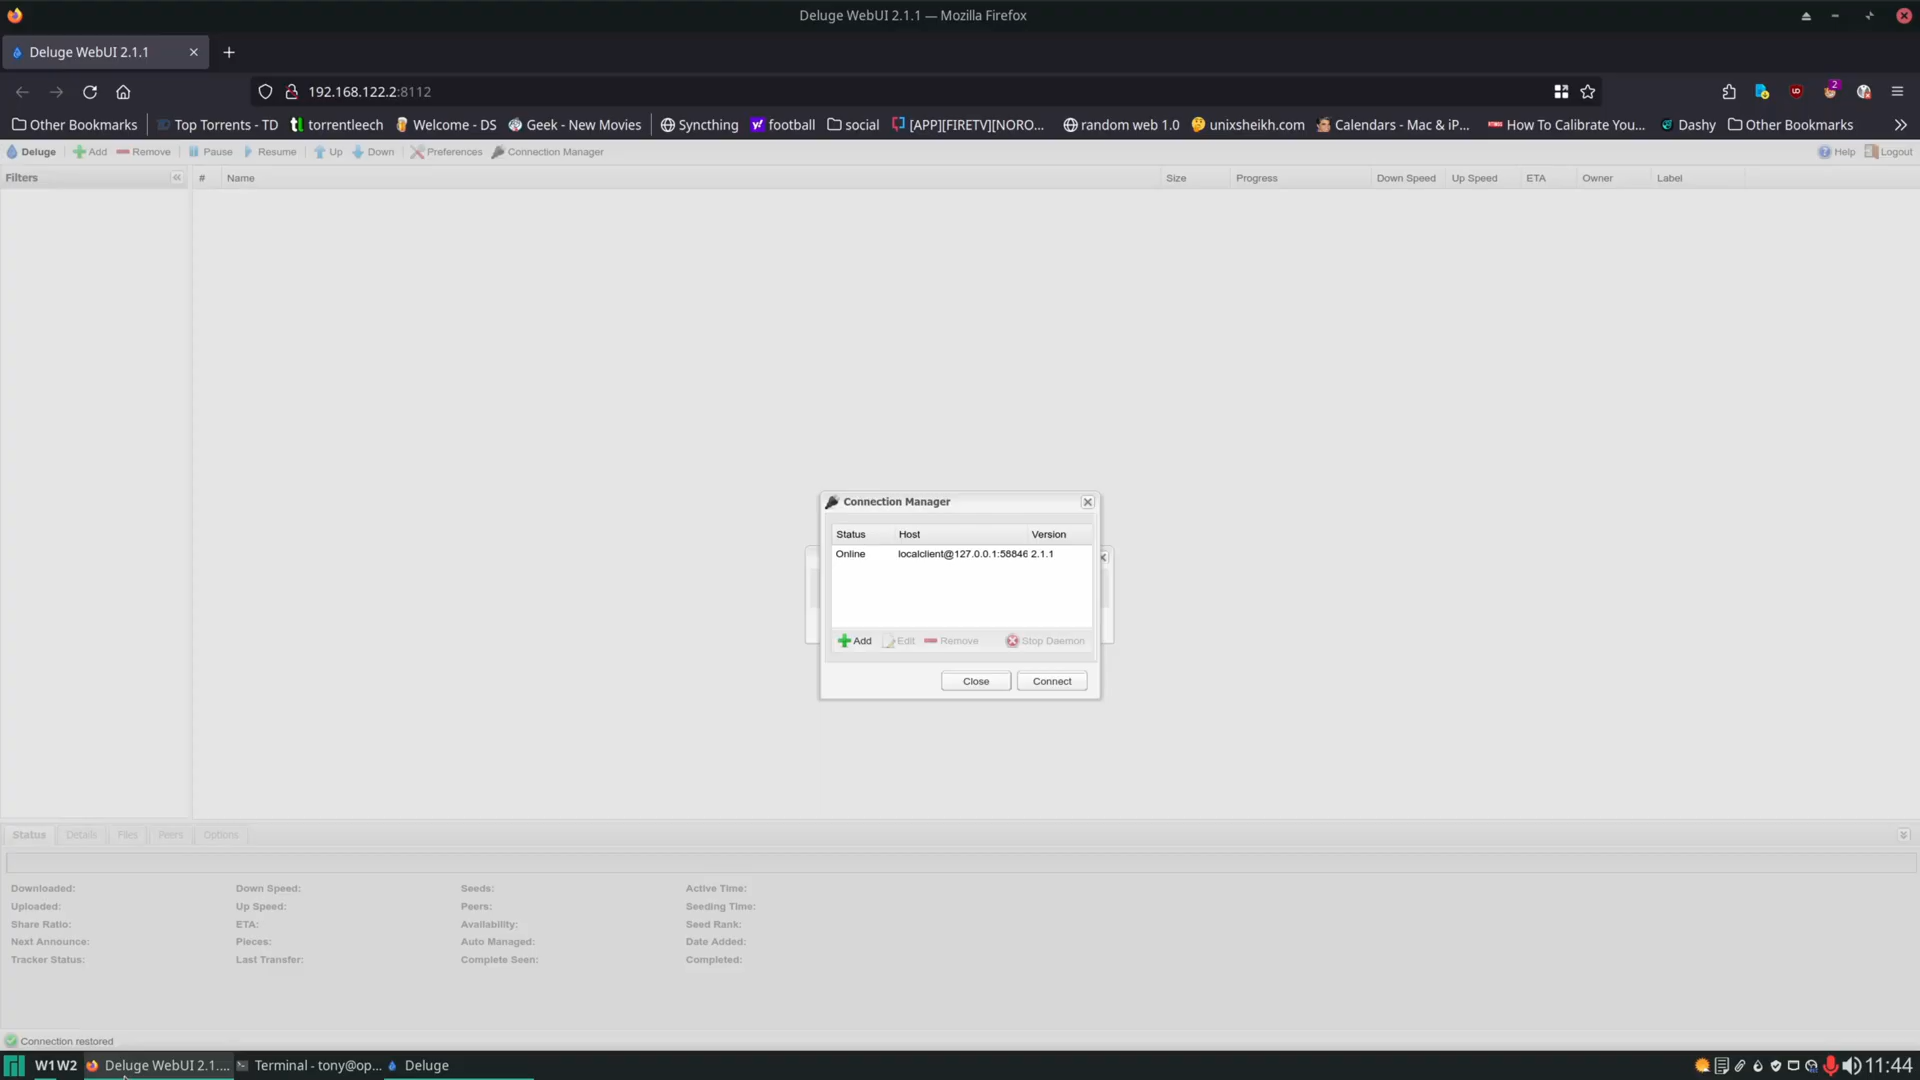 Deluge WebUI 2.1.1 — Mozilla Firefox
Deluge WebUI 2.1.1
192.168.122.2:8112
2
Other Bookmarks Top Torrents - TD torrentleech Welcome - DS Geek - New Movies Syncthing football social [APP][FIRETV][NORO... random web 1.0 unixsheikh.com Calendars - Mac & iP... How To Calibrate You... Dashy Other Bookmarks
Deluge Add Remove Pause Resume Up Down Preferences Connection Manager Help Logout
Filters # Name Size Progress Down Speed Up Speed ETA Owner Label
Connection Manager
Status Host Version
Online localclient@127.0.0.1:58846 2.1.1
Add Edit Remove Stop Daemon
Close Connect
Status Details Files Peers Options
Downloaded: Down Speed: Seeds: Active Time:
Uploaded: Up Speed: Peers: Seeding Time:
Share Ratio: ETA: Availability: Seed Rank:
Next Announce: Pieces: Auto Managed: Date Added:
Tracker Status: Last Transfer: Complete Seen: Completed:
Connection restored
W1 W2 Deluge WebUI 2.1.... Terminal - tony@op... Deluge 11:44